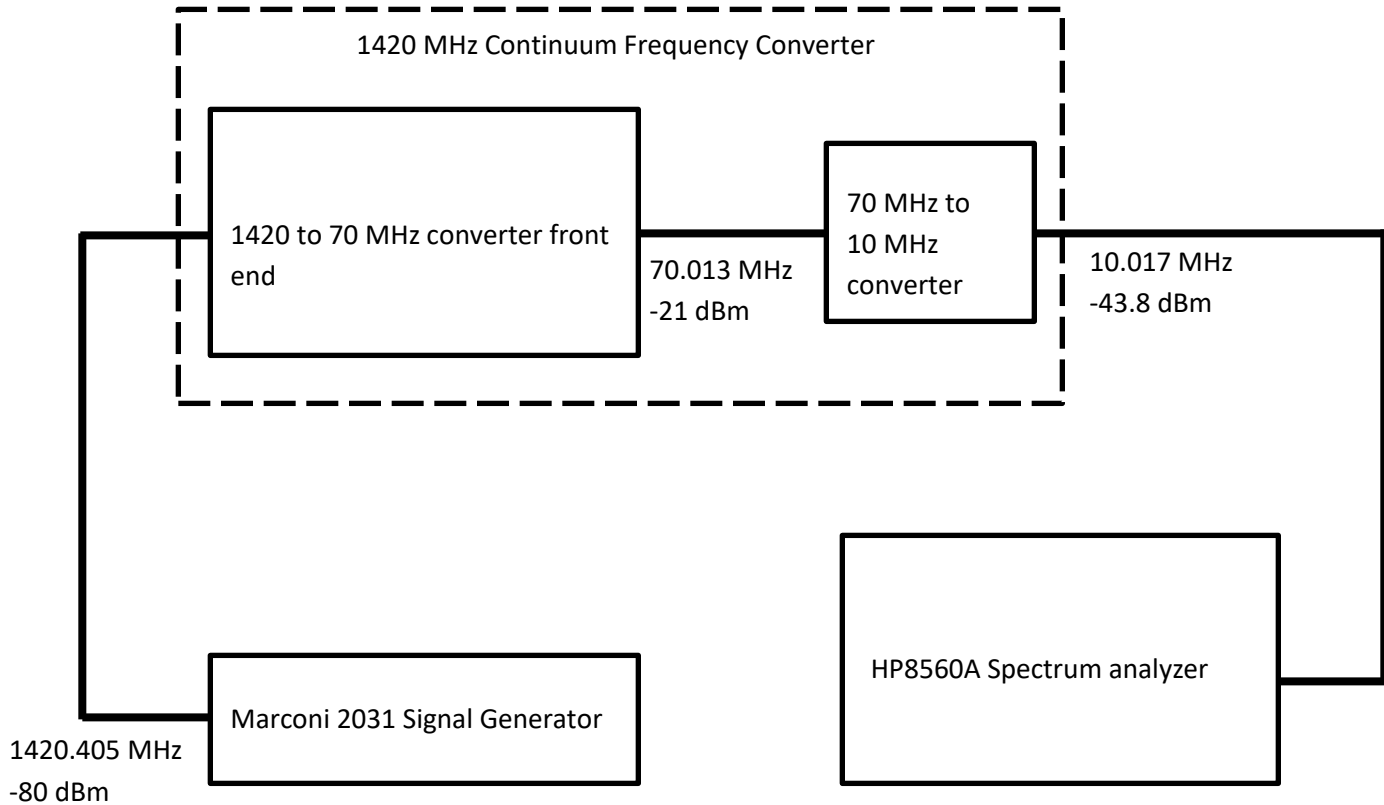 1420 MHz Continuum Frequency Converter
1420 to 70 MHz converter front
end
70.013 MHz
-21 dBm
70 MHz to
10 MHz
converter
10.017 MHz
-43.8 dBm
HP8560A Spectrum analyzer
Marconi 2031 Signal Generator
1420.405 MHz
-80 dBm